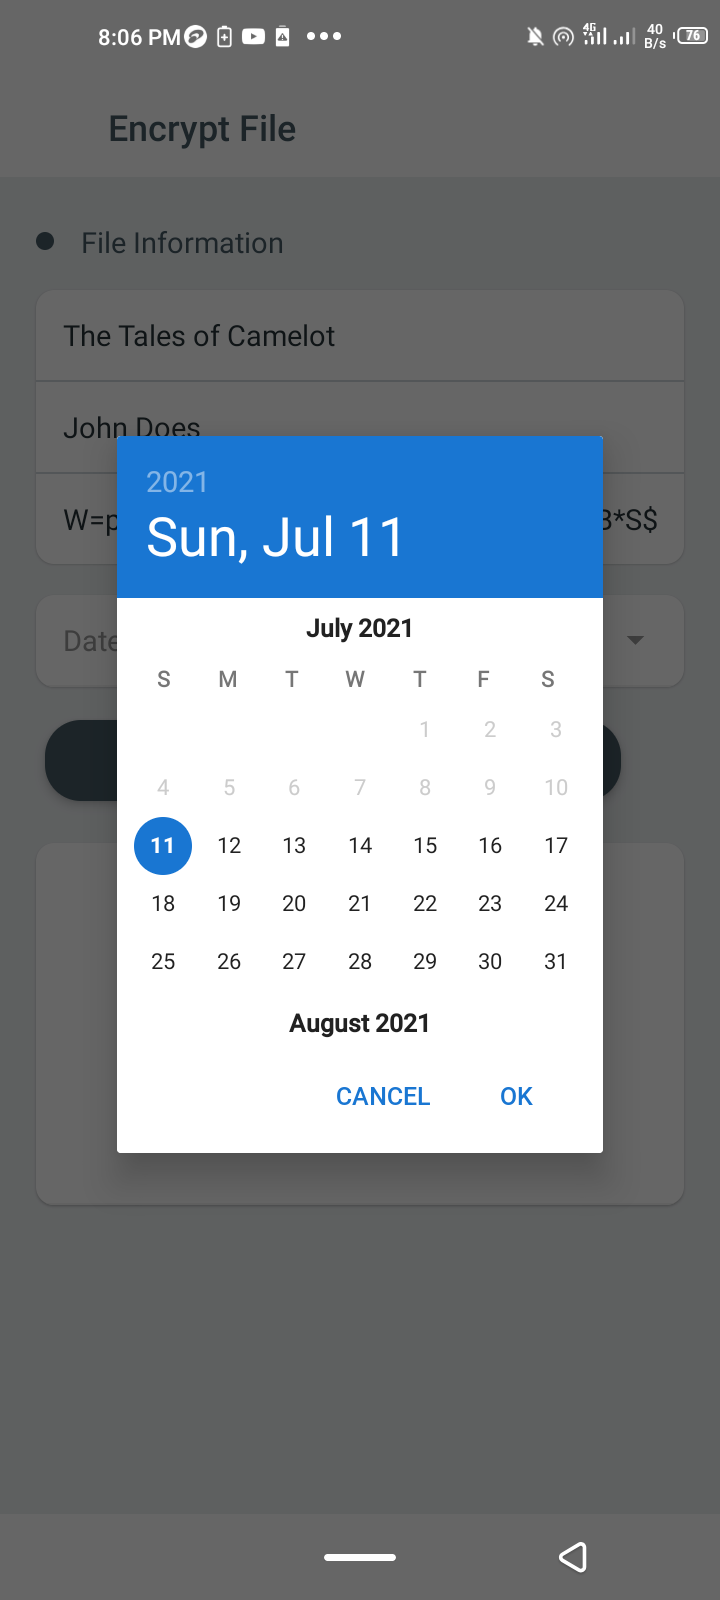 8:06 PM
4G
40 B/s
76
Encrypt File
File Information
The Tales of Camelot
John Does
W=p
3*S$
Date
2021
Sun, Jul 11
July 2021
S M T W T F S
1 2 3
4 5 6 7 8 9 10
11 12 13 14 15 16 17
18 19 20 21 22 23 24
25 26 27 28 29 30 31
August 2021
CANCEL OK